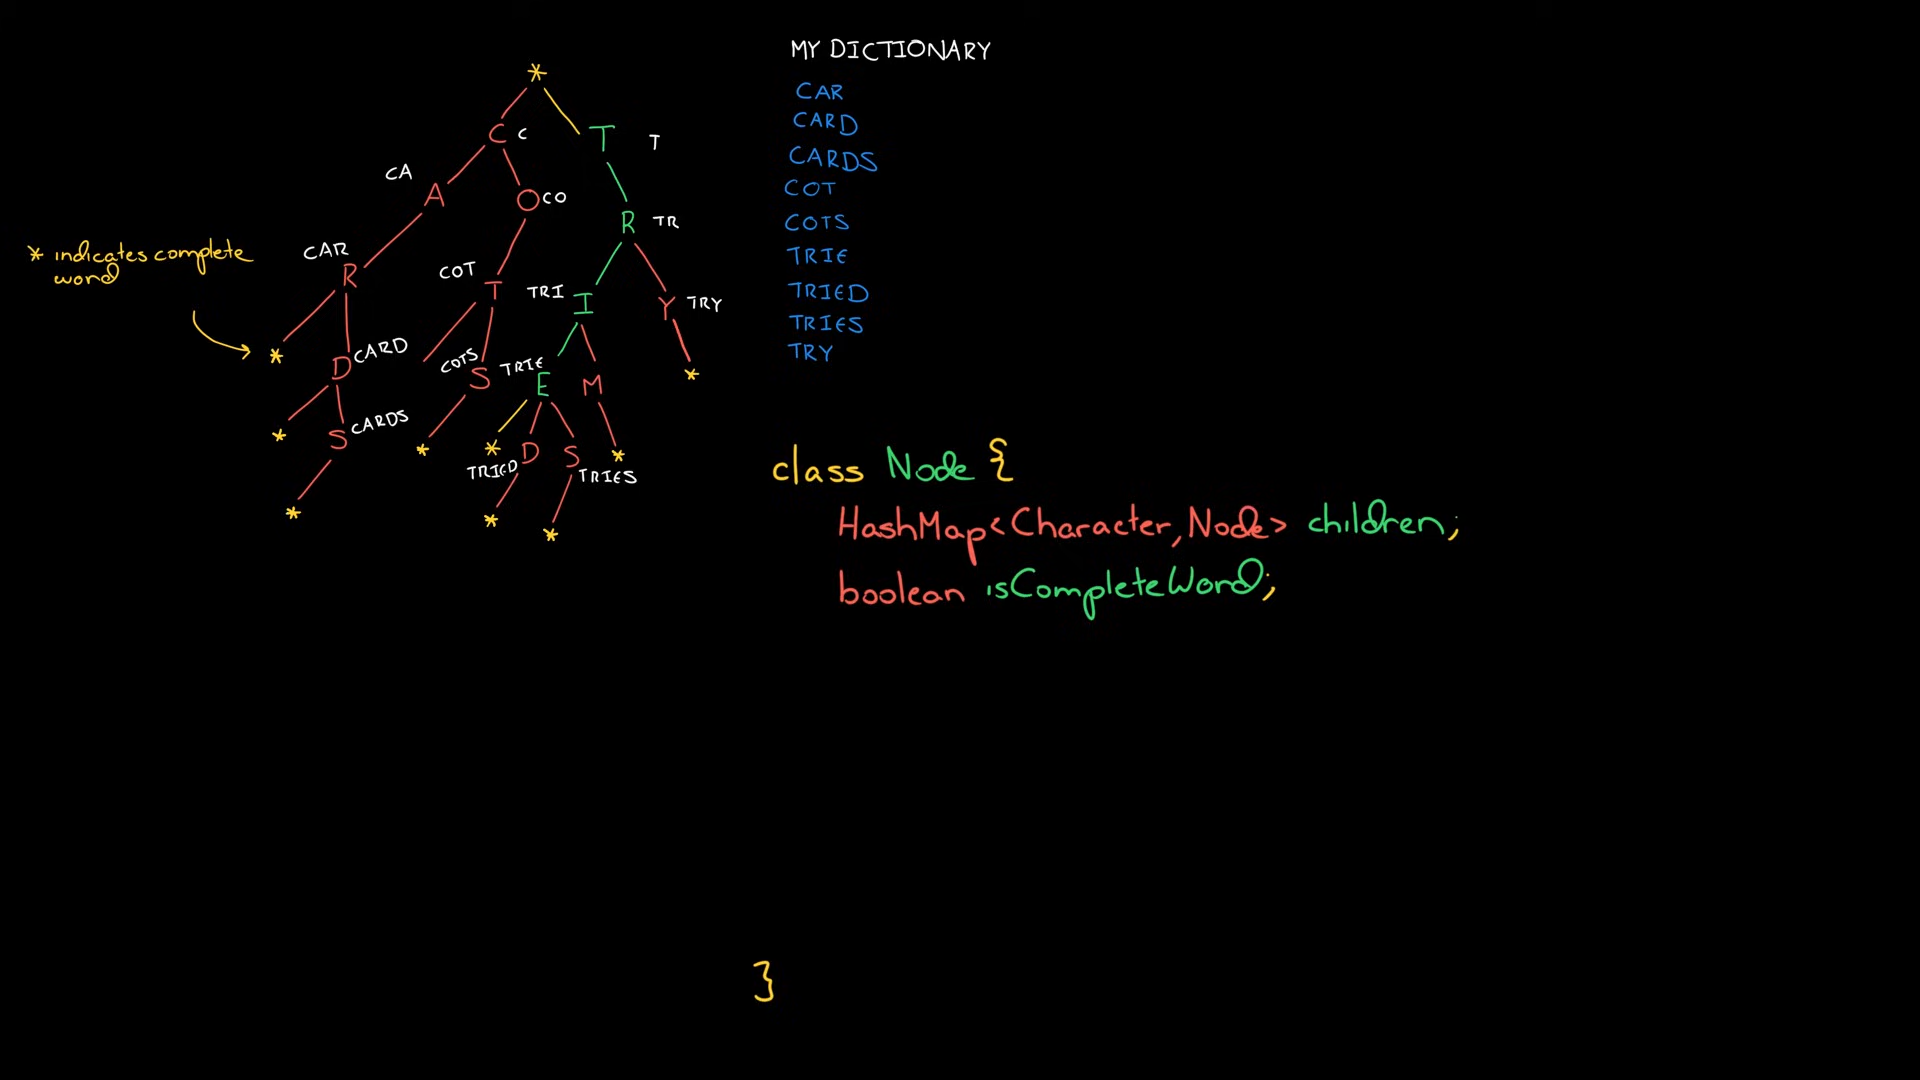 MY DICTIONARY
CAR
CARD
CARDS
COT
COTS
TRIE
TRIED
TRIES
TRY
*
C C
T T
CA
A
O CO
R TR
* indicates complete
word
CAR
R
COT
T
TRI I
Y TRY
*
D CARD
COTS
S
TRIE
E
M
*
*
S CARDS
*
*
D
TRIED
S
TRIES
*
*
*
*
class Node {
HashMap<Character, Node> children;
boolean isCompleteWord;
}